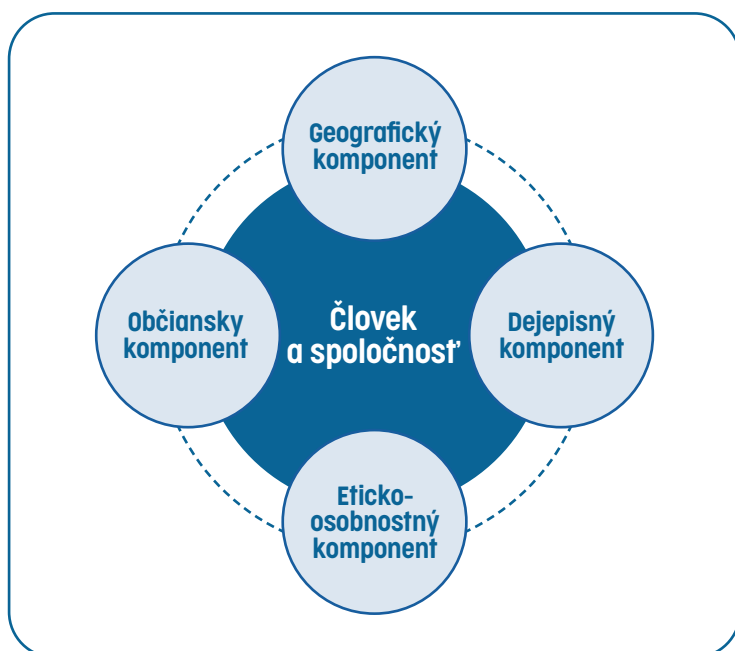 Geografický
komponent
Občiansky
komponent
Človek
a spoločnosť
Dejepisný
komponent
Eticko-
osobnostný
komponent